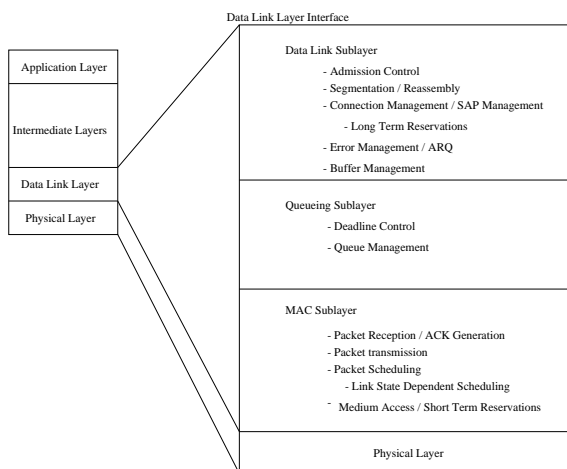 Data Link Layer Interface
Application Layer
Intermediate Layers
Data Link Layer
Physical Layer
Data Link Sublayer
- Admission Control
- Segmentation / Reassembly
- Connection Management / SAP Management
- Long Term Reservations
- Error Management / ARQ
- Buffer Management
Queueing Sublayer
- Deadline Control
- Queue Management
MAC Sublayer
- Packet Reception / ACK Generation
- Packet transmission
- Packet Scheduling
- Link State Dependent Scheduling
- Medium Access / Short Term Reservations
Physical Layer